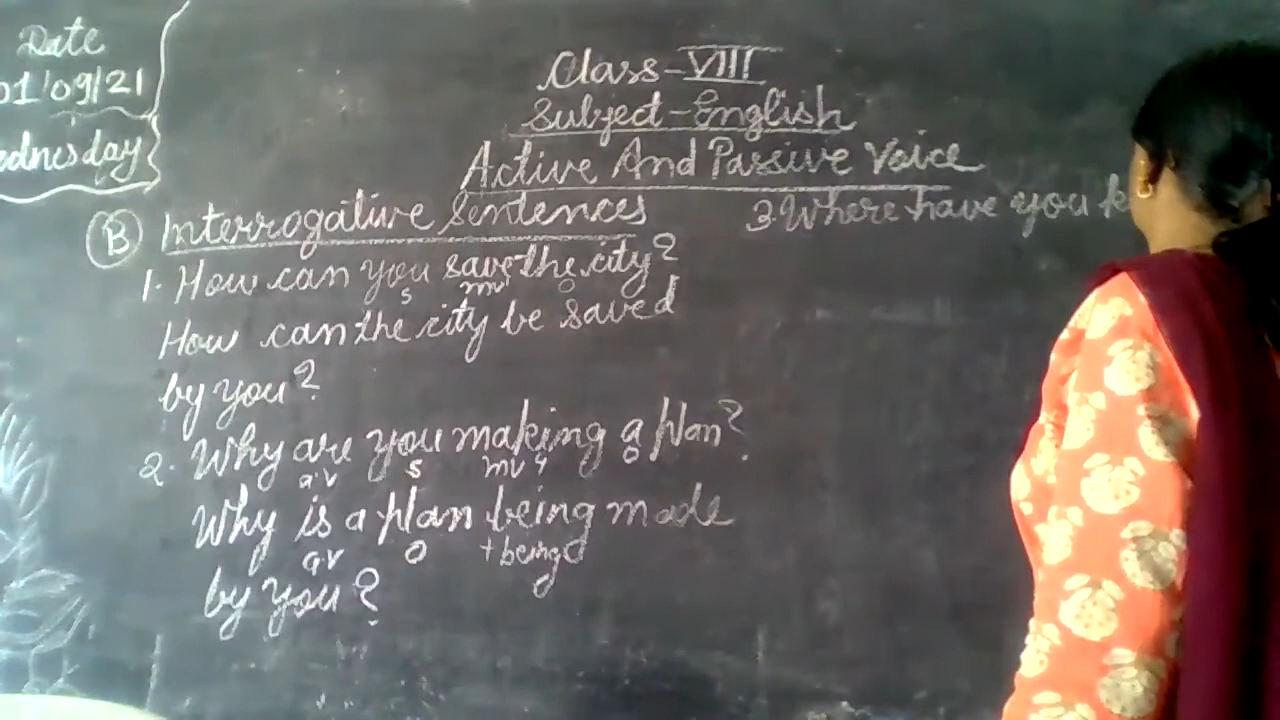 Date
01/09/21
Wednesday
Class-VIII
Subject-English
Active And Passive Voice
(B) Interrogative Sentences
1. How can you save the city?
s mv o
How can the city be saved
by you?
2. Why are you making a plan?
a.v s mv 4 o
Why is a plan being made
a.v o + being
by you?
3. Where have you k